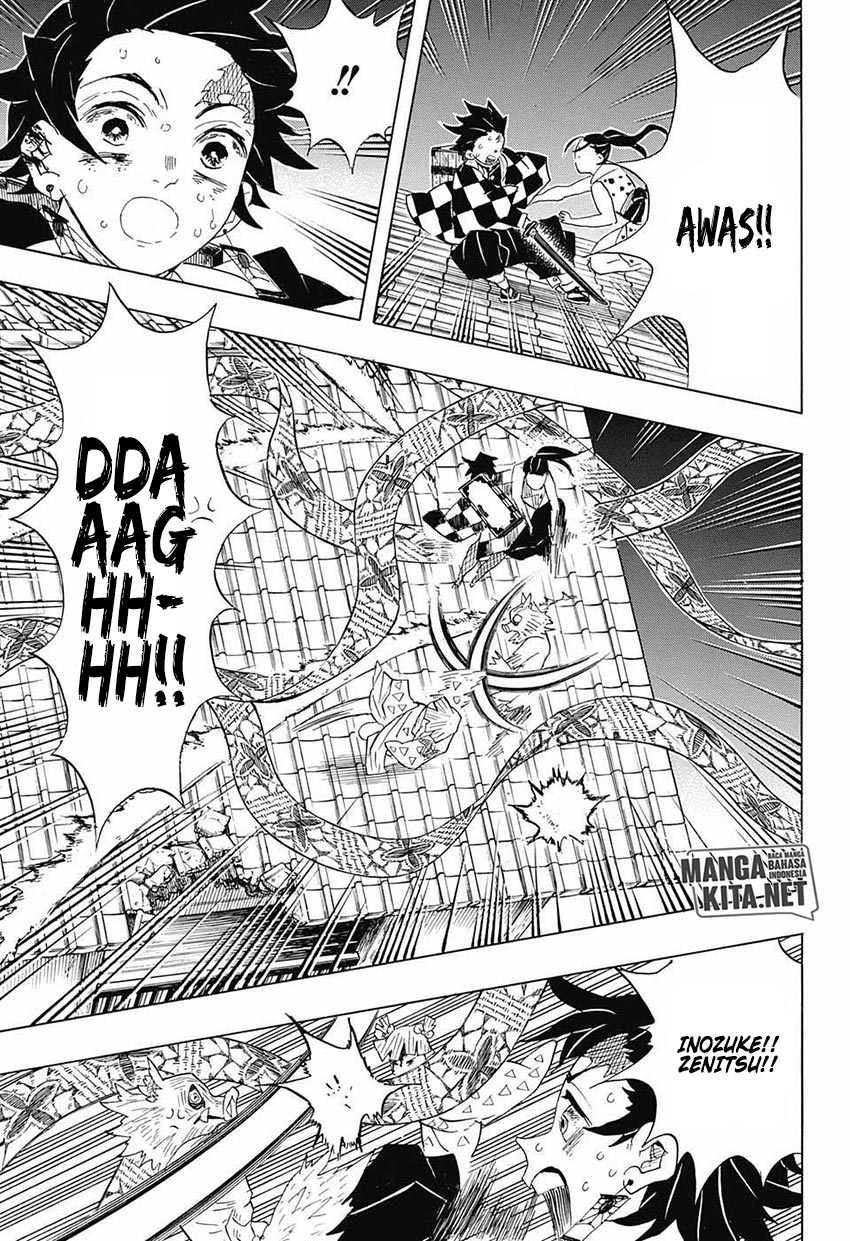 AWAS!!
!!
DDA
AAG
HH-
HH!!
MANGA
KITA.NET
BACA MANGA
BAHASA
INDONESIA
INOZUKE!!
ZENITSU!!